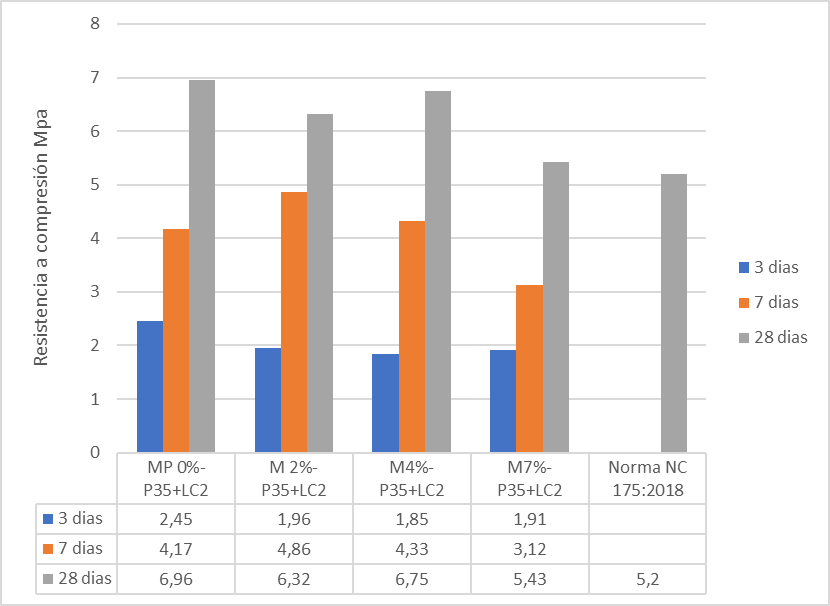 8
7
6
5
4
3
2
1
0
Resistencia a compresión Mpa
3 dias
7 dias
28 dias
MP 0%- M 2%- M4%- M7%- Norma NC
P35+LC2 P35+LC2 P35+LC2 P35+LC2 175:2018
3 dias 2,45 1,96 1,85 1,91
7 dias 4,17 4,86 4,33 3,12
28 dias 6,96 6,32 6,75 5,43 5,2